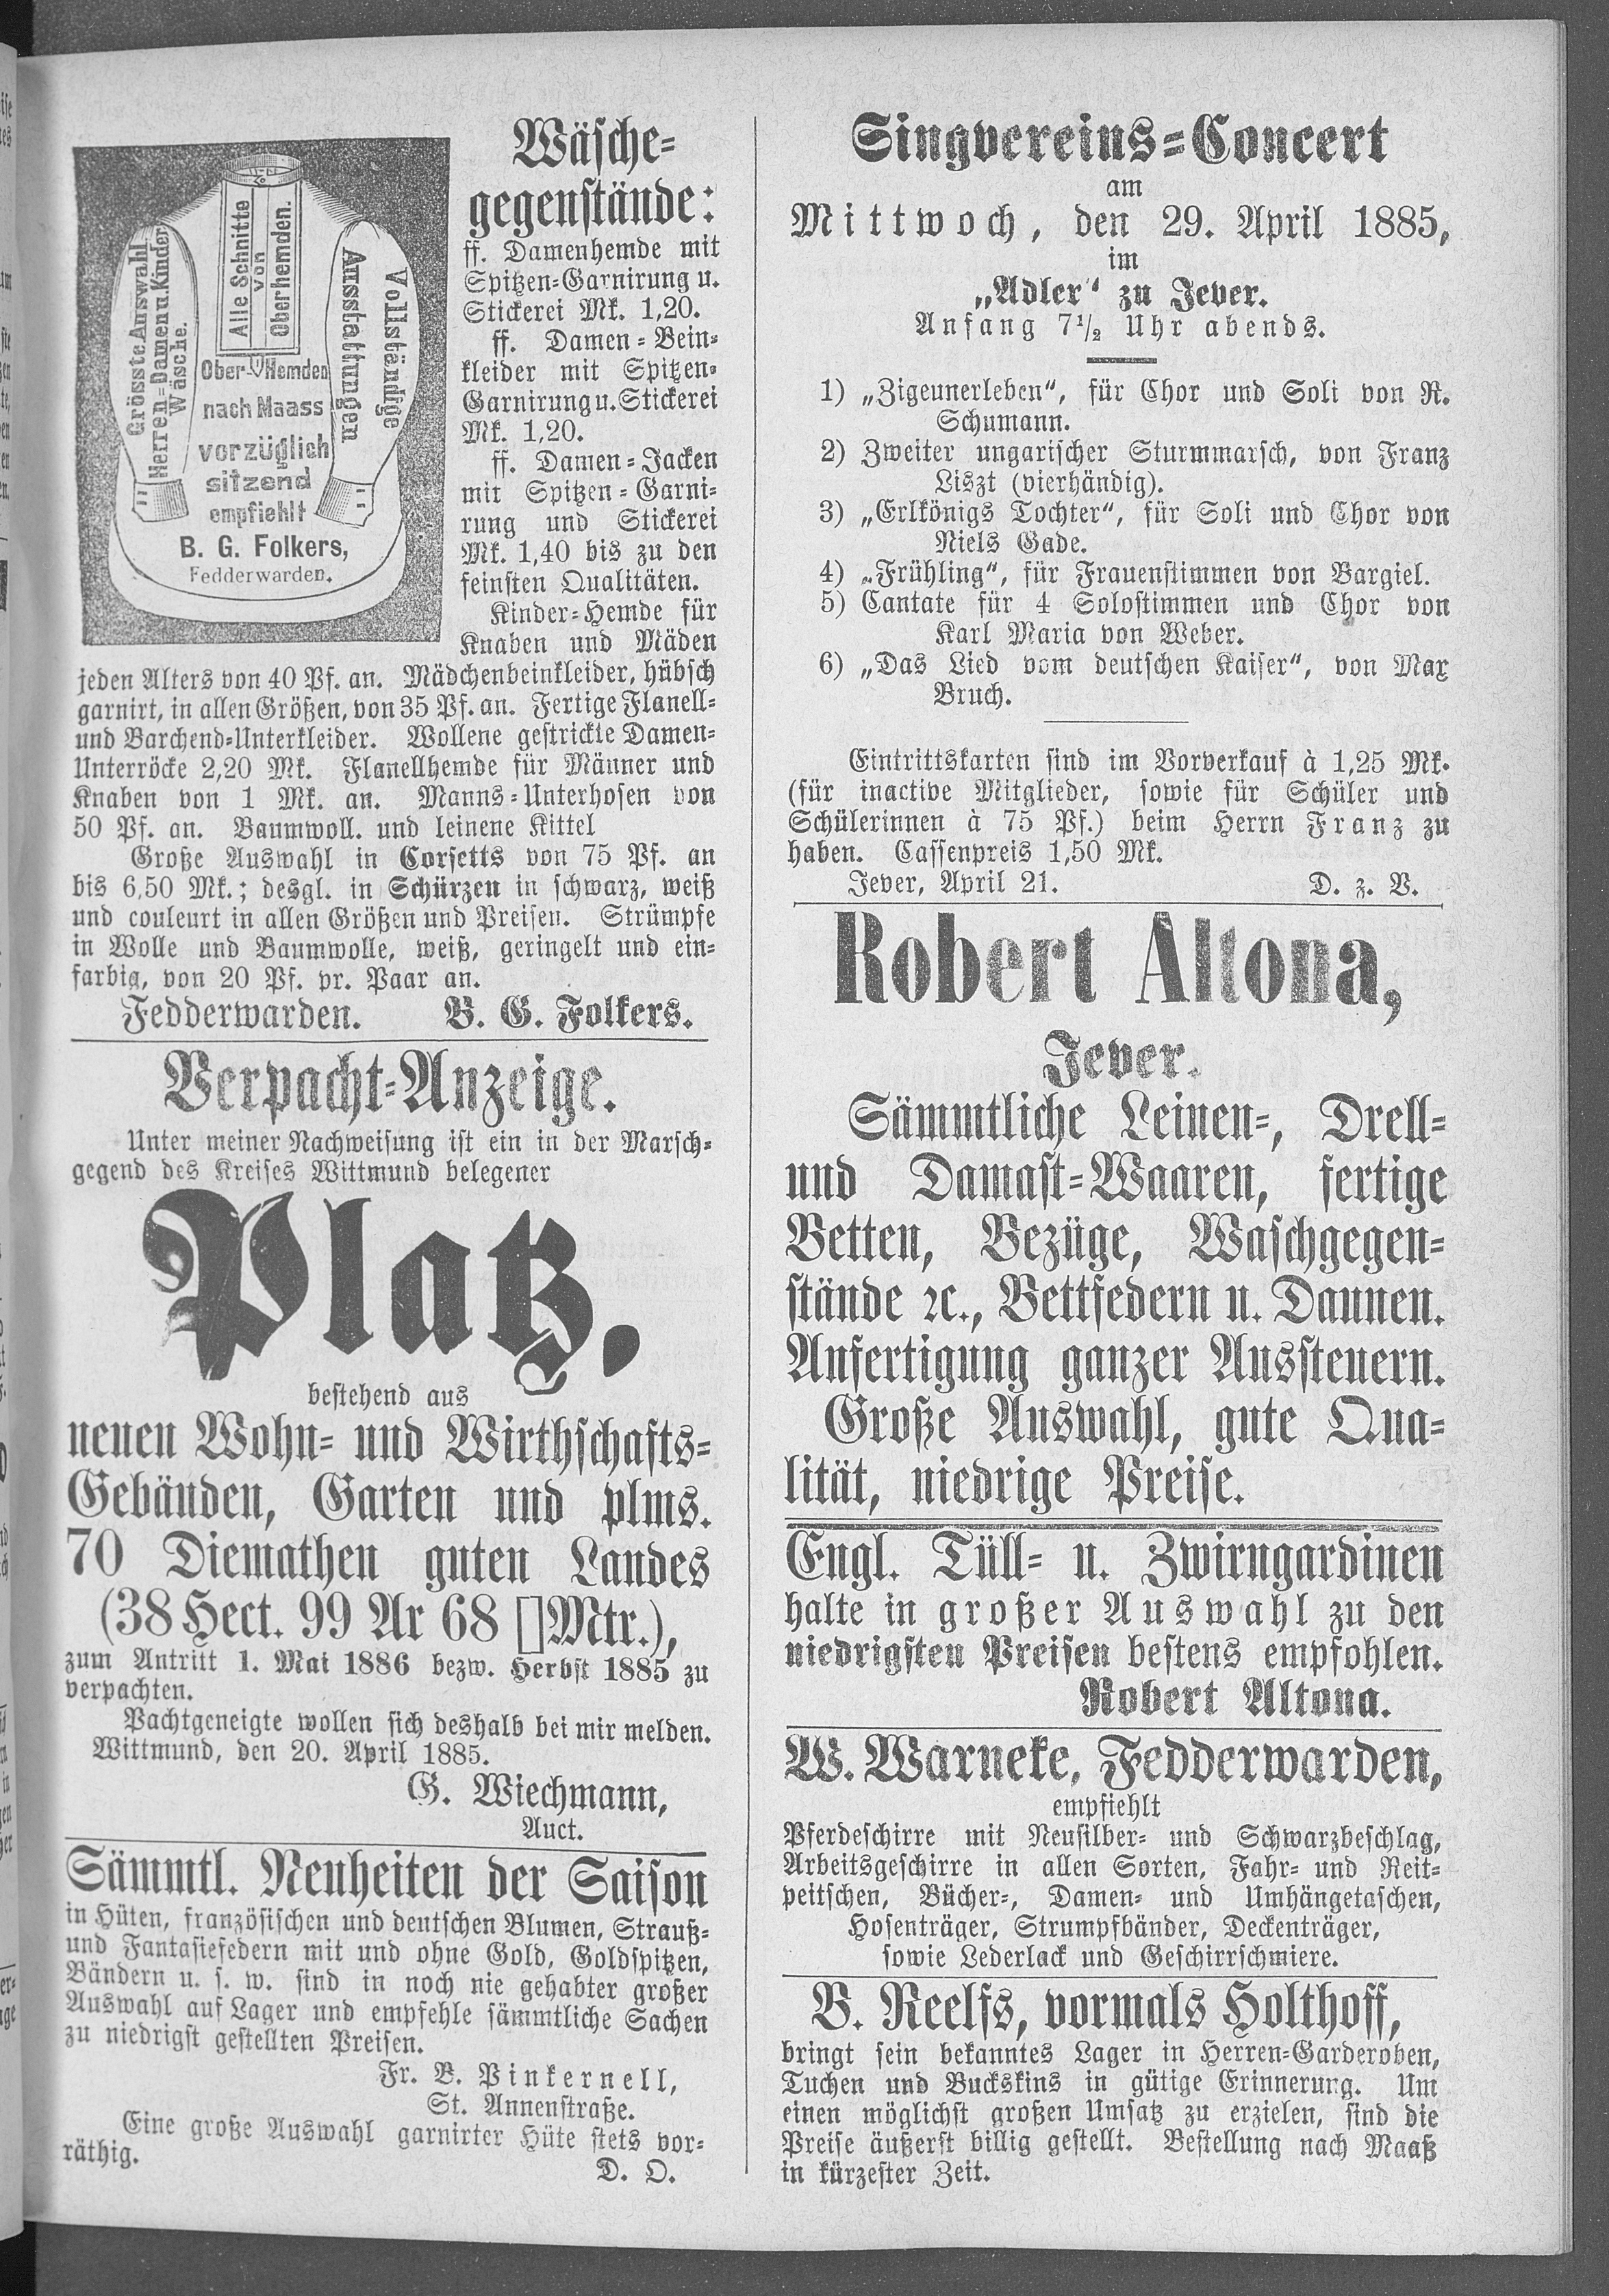 Grösste Auswahl
Herren=Damen u. Kinder
Wäsche.
Alle Schnitte
von
Oberhemden.
Vollständige
Ausstattungen
Ober-Hemden
nach Maass
vorzüglich
sitzend
empfiehlt
B. G. Folkers,
Fedderwarden.
Wäsche=
gegenstände:
ff. Damenhemde mit
Spitzen=Garnirung u.
Stickerei Mk. 1,20.
ff. Damen=Bein=
kleider mit Spitzen=
Garnirung u. Stickerei
Mk. 1,20.
ff. Damen=Jacken
mit Spitzen=Garni=
rung und Stickerei
Mk. 1,40 bis zu den
feinsten Qualitäten.
Kinder=Hemde für
Knaben und Mäden
jeden Alters von 40 Pf. an. Mädchenbeinkleider, hübsch
garnirt, in allen Größen, von 35 Pf. an. Fertige Flanell=
und Barchend=Unterkleider. Wollene gestrickte Damen=
Unterröcke 2,20 Mk. Flanellhemde für Männer und
Knaben von 1 Mk. an. Manns=Unterhosen von
50 Pf. an. Baumwoll. und leinene Kittel
Große Auswahl in Corsetts von 75 Pf. an
bis 6,50 Mk.; desgl. in Schürzen in schwarz, weiß
und couleurt in allen Größen und Preisen. Strümpfe
in Wolle und Baumwolle, weiß, geringelt und ein=
farbig, von 20 Pf. pr. Paar an.
Fedderwarden. B. G. Folkers.
Verpacht=Anzeige.
Unter meiner Nachweisung ist ein in der Marsch=
gegend des Kreises Wittmund belegener
Platz,
bestehend aus
neuen Wohn= und Wirthschafts=
Gebäuden, Garten und plms.
70 Diemathen guten Landes
(38 Hect. 99 Ar 68 []Mtr.),
zum Antritt 1. Mai 1886 bezw. Herbst 1885 zu
verpachten.
Pachtgeneigte wollen sich deshalb bei mir melden.
Wittmund, den 20. April 1885.
G. Wiechmann,
Auct.
Sämmtl. Neuheiten der Saison
in Hüten, französischen und deutschen Blumen, Strauß=
und Fantasiefedern mit und ohne Gold, Goldspitzen,
Bändern u. s. w. sind in noch nie gehabter großer
Auswahl auf Lager und empfehle sämmtliche Sachen
zu niedrigst gestellten Preisen.
Fr. B. Pinkernell,
St. Annenstraße.
Eine große Auswahl garnirter Hüte stets vor=
räthig.
D. O.
Singvereins=Concert
am
Mittwoch, den 29. April 1885,
im
„Adler“ zu Jever.
Anfang 7½ Uhr abends.
1) „Zigeunerleben“, für Chor und Soli von R.
Schumann.
2) Zweiter ungarischer Sturmmarsch, von Franz
Liszt (vierhändig).
3) „Erlkönigs Tochter“, für Soli und Chor von
Niels Gade.
4) „Frühling“, für Frauenstimmen von Bargiel.
5) Cantate für 4 Solostimmen und Chor von
Karl Maria von Weber.
6) „Das Lied vom deutschen Kaiser“, von Max
Bruch.
Eintrittskarten sind im Vorverkauf à 1,25 Mk.
(für inactive Mitglieder, sowie für Schüler und
Schülerinnen à 75 Pf.) beim Herrn Franz zu
haben. Cassenpreis 1,50 Mk.
Jever, April 21. D. z. V.
Robert Altona,
Jever.
Sämmtliche Leinen=, Drell=
und Damast=Waaren, fertige
Betten, Bezüge, Waschgegen=
stände ꝛc., Bettfedern u. Daunen.
Anfertigung ganzer Aussteuern.
Große Auswahl, gute Qua=
lität, niedrige Preise.
Engl. Tüll= u. Zwirngardinen
halte in großer Auswahl zu den
niedrigsten Preisen bestens empfohlen.
Robert Altona.
W. Warneke, Fedderwarden,
empfiehlt
Pferdeschirre mit Neusilber= und Schwarzbeschlag,
Arbeitsgeschirre in allen Sorten, Fahr= und Reit=
peitschen, Bücher=, Damen= und Umhängetaschen,
Hosenträger, Strumpfbänder, Deckenträger,
sowie Lederlack und Geschirrschmiere.
B. Reelfs, vormals Holthoff,
bringt sein bekanntes Lager in Herren=Garderoben,
Tuchen und Buckskins in gütige Erinnerung. Um
einen möglichst großen Umsatz zu erzielen, sind die
Preise äußerst billig gestellt. Bestellung nach Maaß
in kürzester Zeit.